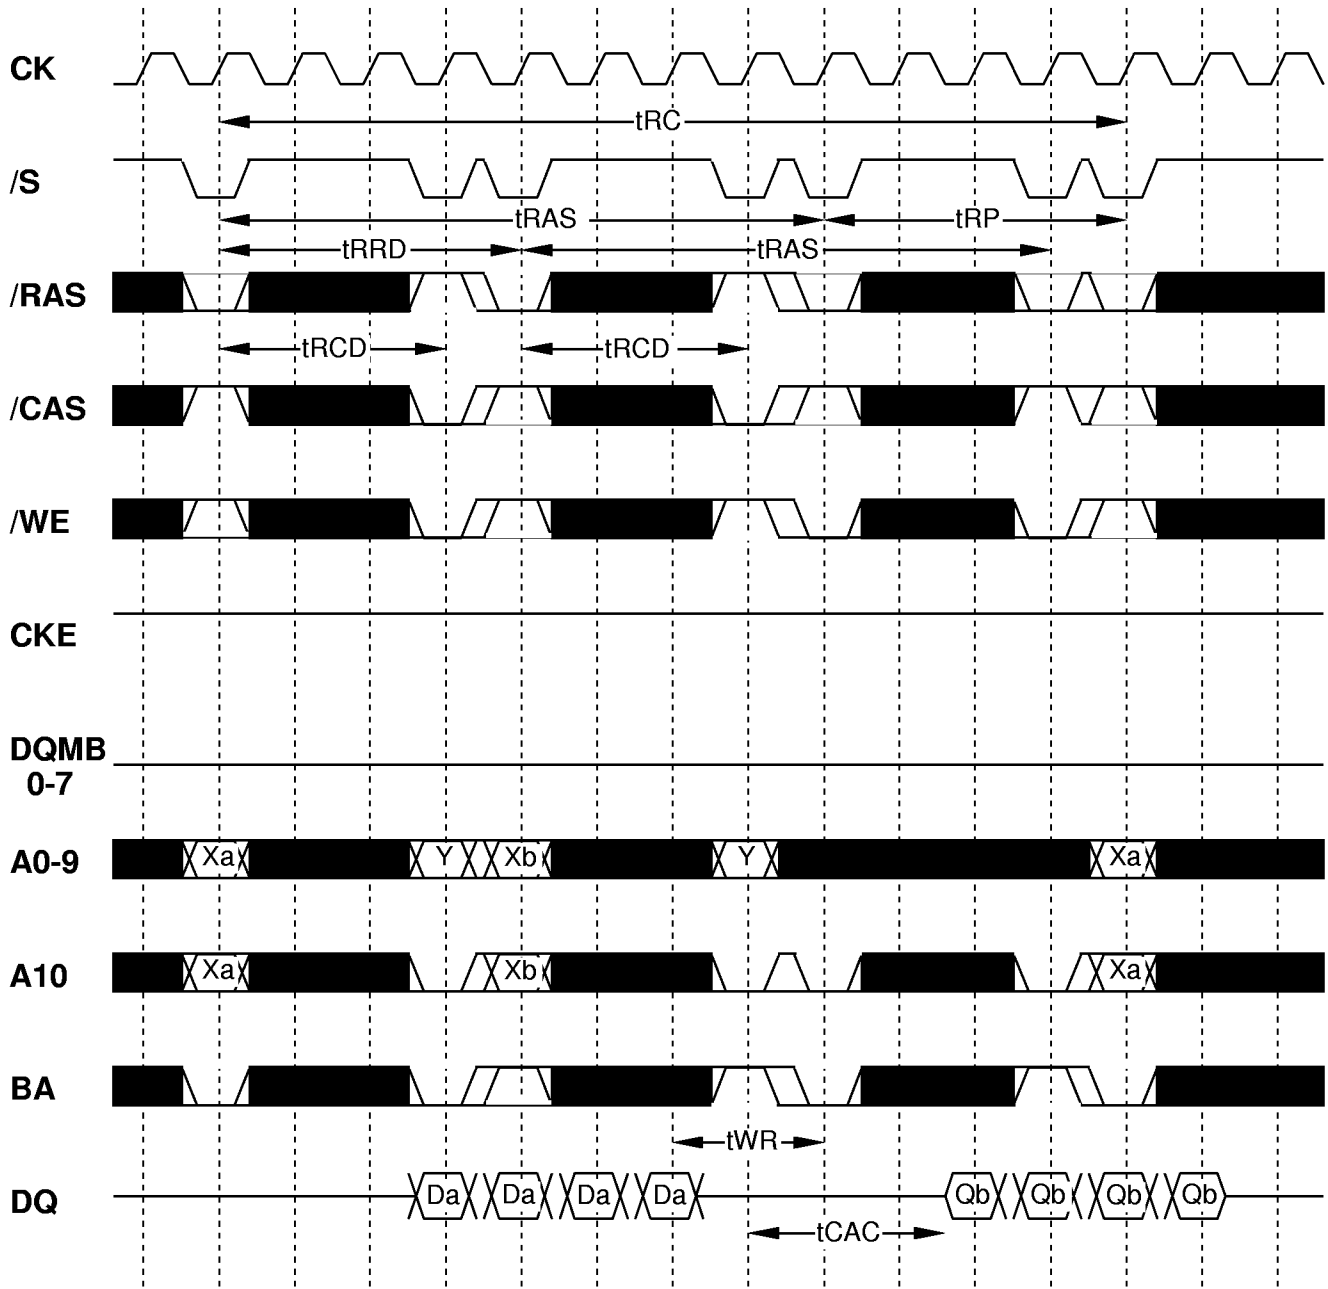 CK
tRC
/S
tRAS tRP
tRRD tRAS
/RAS
tRCD tRCD
/CAS
/WE
CKE
DQMB
0-7
A0-9 Xa Y Xb Y Xa
A10 Xa Xb Xa
BA
tWR
DQ Da Da Da Da Qb Qb Qb Qb
tCAC